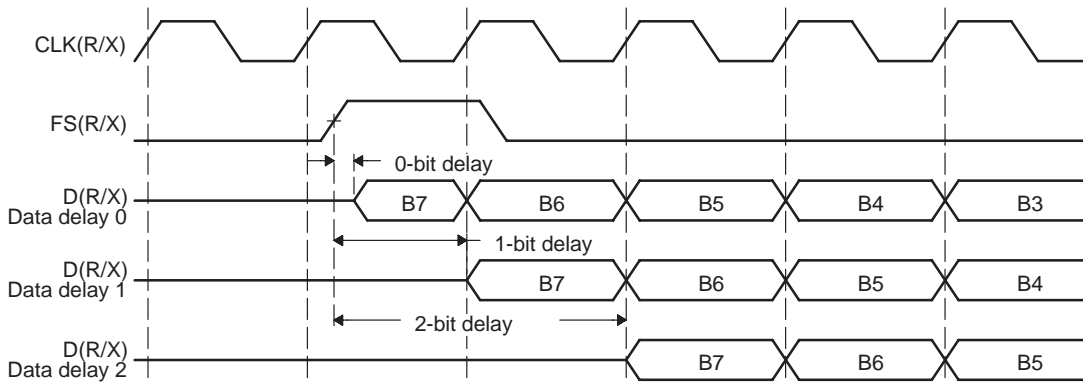 CLK(R/X)
FS(R/X)
0-bit delay
D(R/X)
Data delay 0
B7 B6 B5 B4 B3
1-bit delay
D(R/X)
Data delay 1
B7 B6 B5 B4
2-bit delay
D(R/X)
Data delay 2
B7 B6 B5